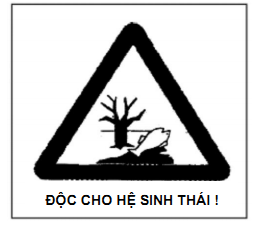 ĐỘC CHO HỆ SINH THÁI !